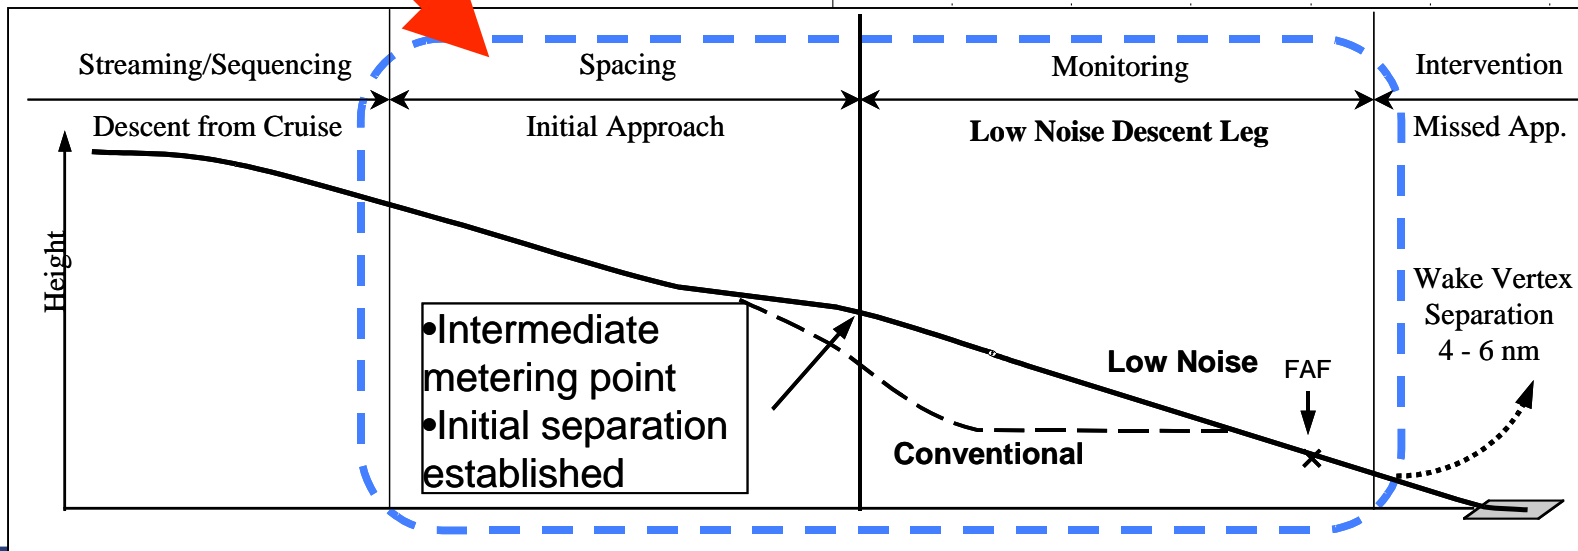 Streaming/Sequencing
Spacing
Monitoring
Intervention
Descent from Cruise
Initial Approach
Low Noise Descent Leg
Missed App.
Height
•Intermediate
metering point
•Initial separation
established
Low Noise
FAF
Conventional
Wake Vertex
Separation
4 - 6 nm